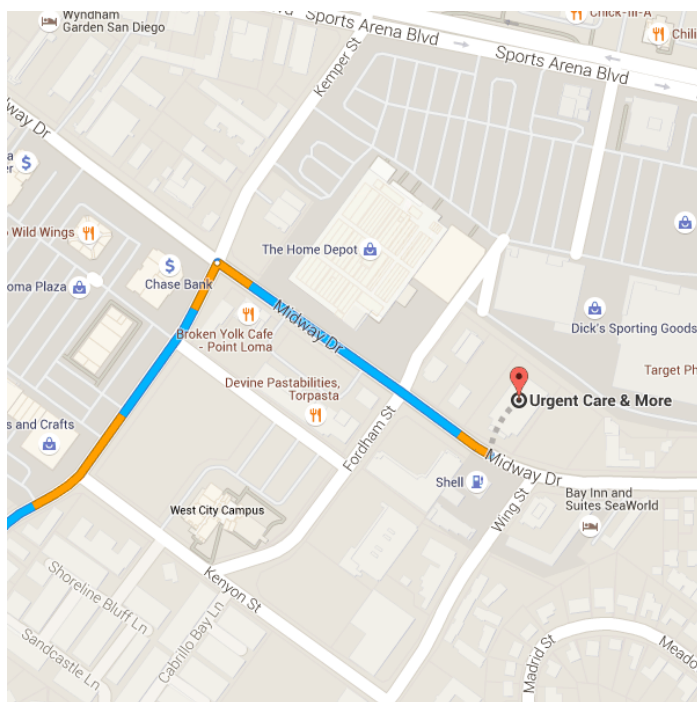 Wyndham
Garden San Diego
Sports Arena Blvd
Chick-fil-A
Chili
Sports Arena Blvd
Kemper St
Midway Dr
Wild Wings
The Home Depot
oma Plaza
Chase Bank
Midway Dr
Broken Yolk Cafe
- Point Loma
Dick's Sporting Goods
Target Ph
Devine Pastabilities,
Torpasta
Urgent Care & More
s and Crafts
Fordham St
Midway Dr
Shell
Wing St
Bay Inn and
Suites SeaWorld
West City Campus
Kenyon St
Shoreline Bluff Ln
Cabrillo Bay Ln
Sandcastle Ln
Madrid St
Meado